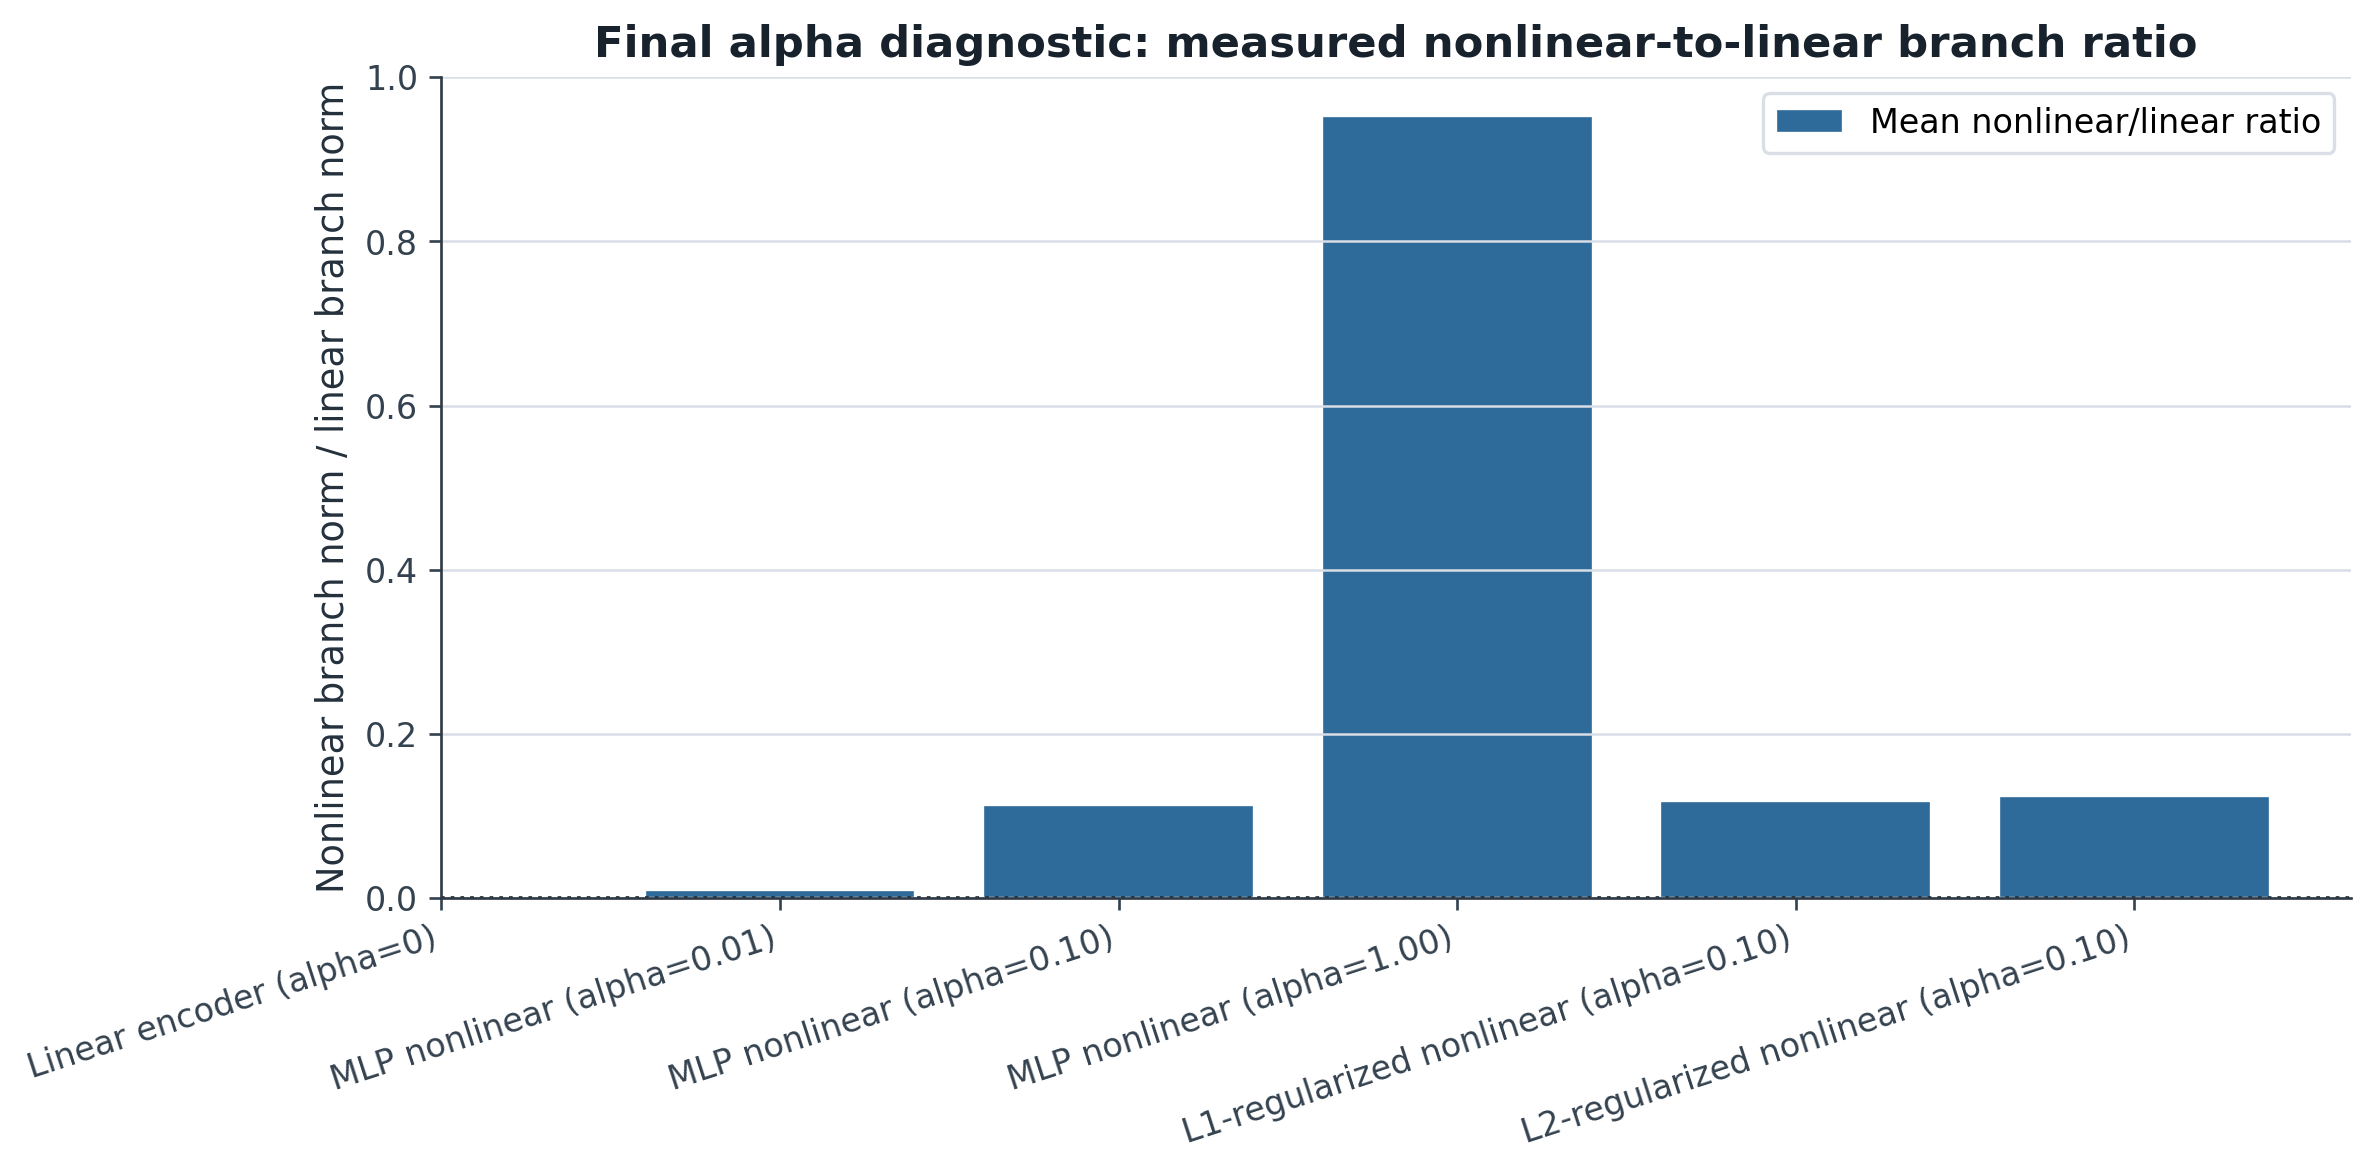 Final alpha diagnostic: measured nonlinear-to-linear branch ratio
Nonlinear branch norm / linear branch norm
1.0
0.8
0.6
0.4
0.2
0.0
Mean nonlinear/linear ratio
Linear encoder (alpha=0)
MLP nonlinear (alpha=0.01)
MLP nonlinear (alpha=0.10)
MLP nonlinear (alpha=1.00)
L1-regularized nonlinear (alpha=0.10)
L2-regularized nonlinear (alpha=0.10)